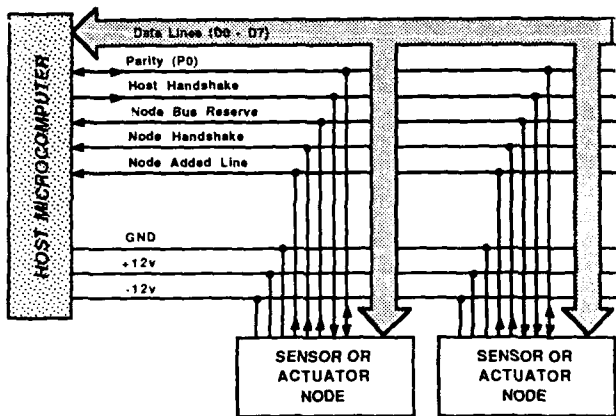 HOST MICROCOMPUTER
Data Lines (D0 - D7)
Parity (P0)
Host Handshake
Node Bus Reserve
Node Handshake
Node Added Line
GND
+12v
-12v
SENSOR OR
ACTUATOR
NODE
SENSOR OR
ACTUATOR
NODE